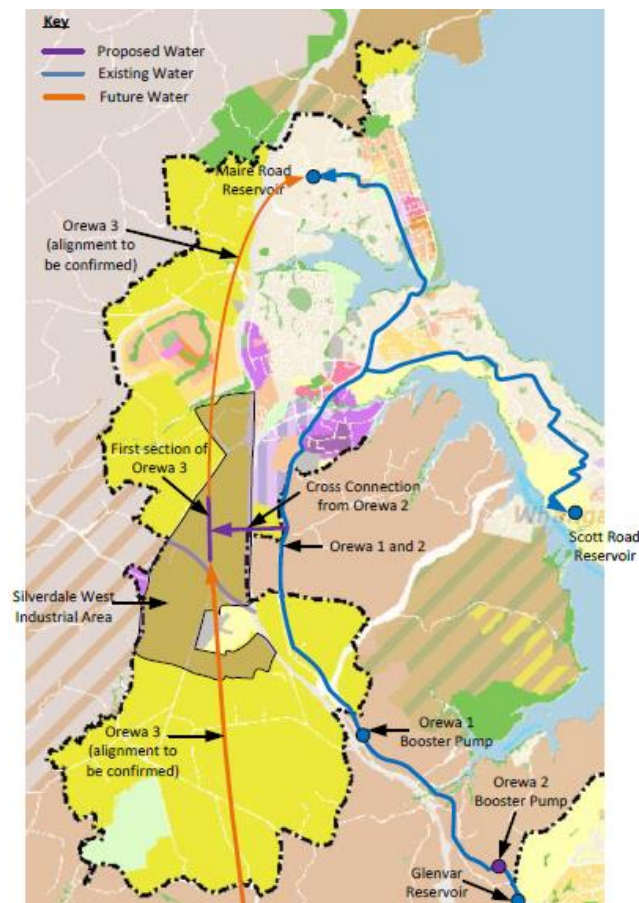 Key
Proposed Water
Existing Water
Future Water
Maire Road
Reservoir
Orewa 3
(alignment to
be confirmed)
First section of
Orewa 3
Cross Connection
from Orewa 2
Orewa 1 and 2
Scott Road
Reservoir
Silverdale West
Industrial Area
Orewa 3
(alignment to
be confirmed)
Orewa 1
Booster Pump
Orewa 2
Booster Pump
Glenvar
Reservoir